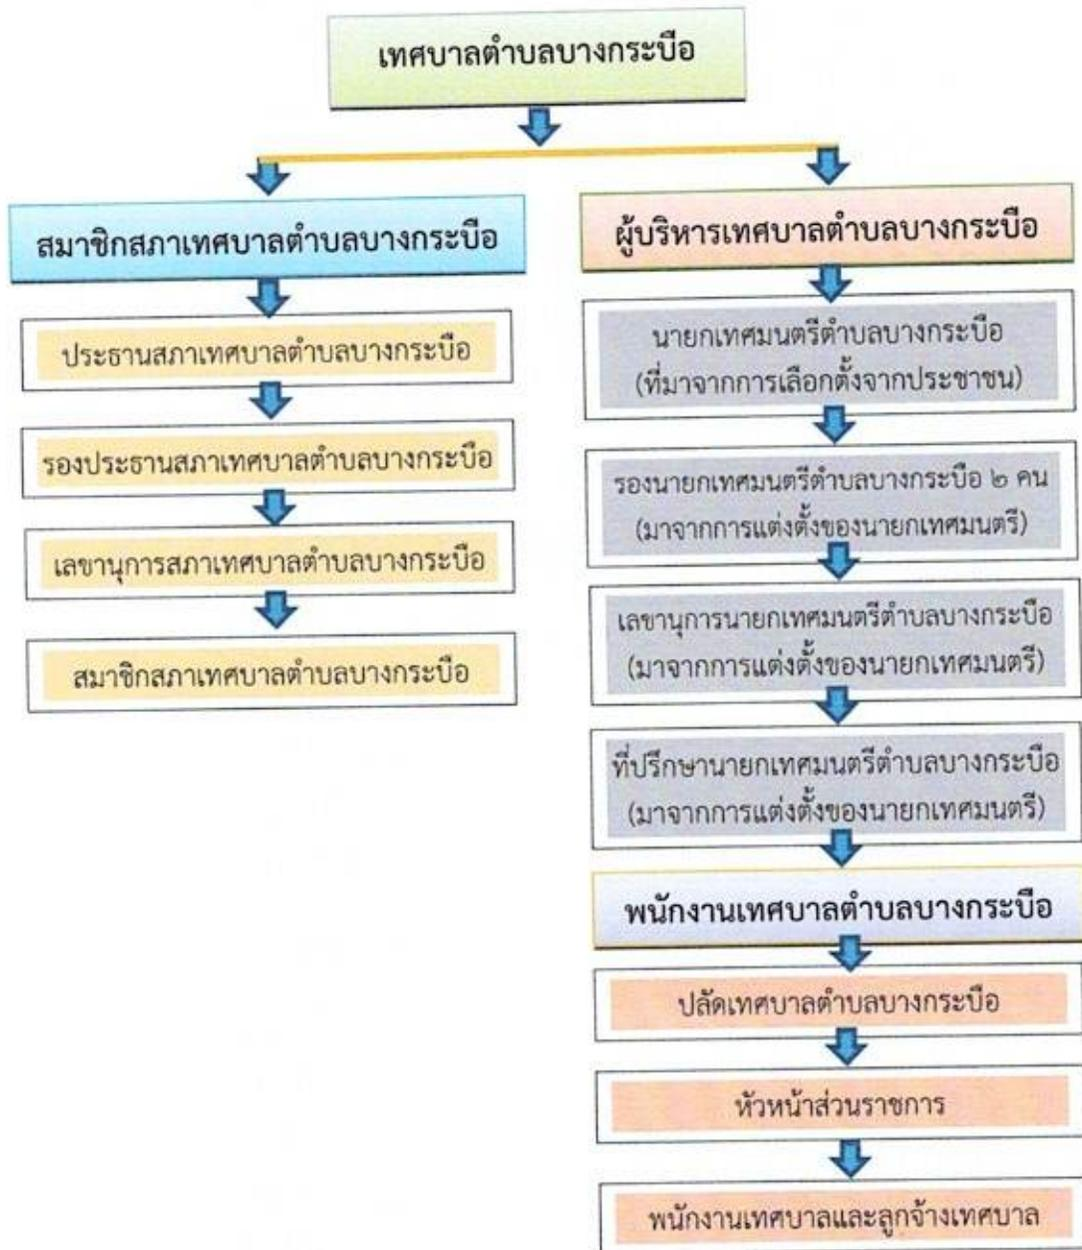 เทศบาลตำบลบางกระบือ
สมาชิกสภาเทศบาลตำบลบางกระบือ
ประธานสภาเทศบาลตำบลบางกระบือ
รองประธานสภาเทศบาลตำบลบางกระบือ
เลขานุการสภาเทศบาลตำบลบางกระบือ
สมาชิกสภาเทศบาลตำบลบางกระบือ
ผู้บริหารเทศบาลตำบลบางกระบือ
นายกเทศมนตรีตำบลบางกระบือ
(ที่มาจากการเลือกตั้งจากประชาชน)
รองนายกเทศมนตรีตำบลบางกระบือ ๒ คน
(มาจากการแต่งตั้งของนายกเทศมนตรี)
เลขานุการนายกเทศมนตรีตำบลบางกระบือ
(มาจากการแต่งตั้งของนายกเทศมนตรี)
ที่ปรึกษานายกเทศมนตรีตำบลบางกระบือ
(มาจากการแต่งตั้งของนายกเทศมนตรี)
พนักงานเทศบาลตำบลบางกระบือ
ปลัดเทศบาลตำบลบางกระบือ
หัวหน้าส่วนราชการ
พนักงานเทศบาลและลูกจ้างเทศบาล